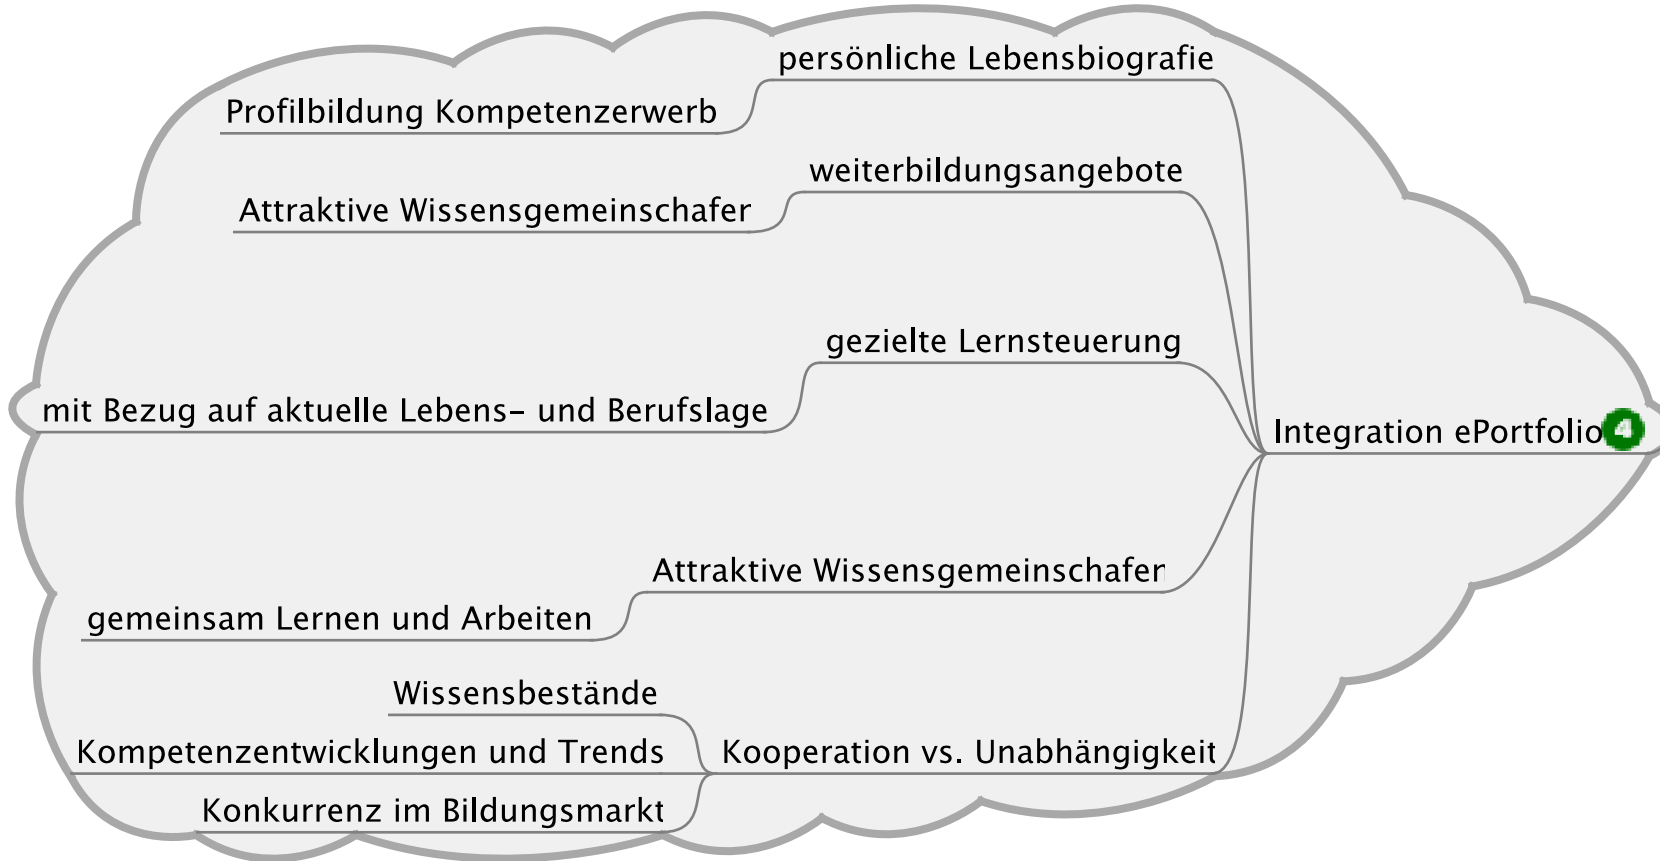 persönliche Lebensbiografie
Profilbildung Kompetenzerwerb
weiterbildungsangebote
Attraktive Wissensgemeinschafer
gezielte Lernsteuerung
mit Bezug auf aktuelle Lebens- und Berufslage
Integration ePortfolio 4
Attraktive Wissensgemeinschafer
gemeinsam Lernen und Arbeiten
Wissensbestände
Kompetenzentwicklungen und Trends
Kooperation vs. Unabhängigkeit
Konkurrenz im Bildungsmarkt